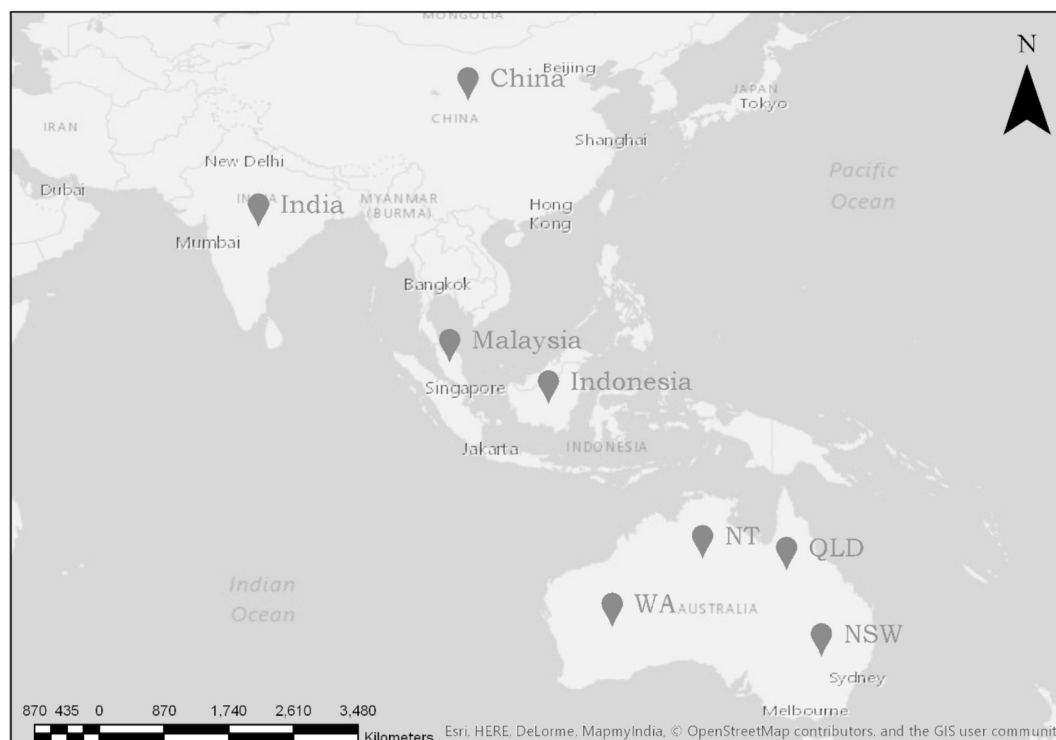 MONGOLIA
N
China
Beijing
JAPAN
Tokyo
CHINA
IRAN
Shanghai
New Delhi
Pacific
Ocean
Dubai
India
MYANMAR
(BURMA)
Hong
Kong
Mumbai
Bangkok
Malaysia
Singapore
Indonesia
Jakarta
INDONESIA
NT
QLD
Indian
Ocean
WA
AUSTRALIA
NSW
Sydney
Melbourne
870 435 0 870 1,740 2,610 3,480
Kilometers
Esri, HERE, DeLorme, MapmyIndia, © OpenStreetMap contributors, and the GIS user communit